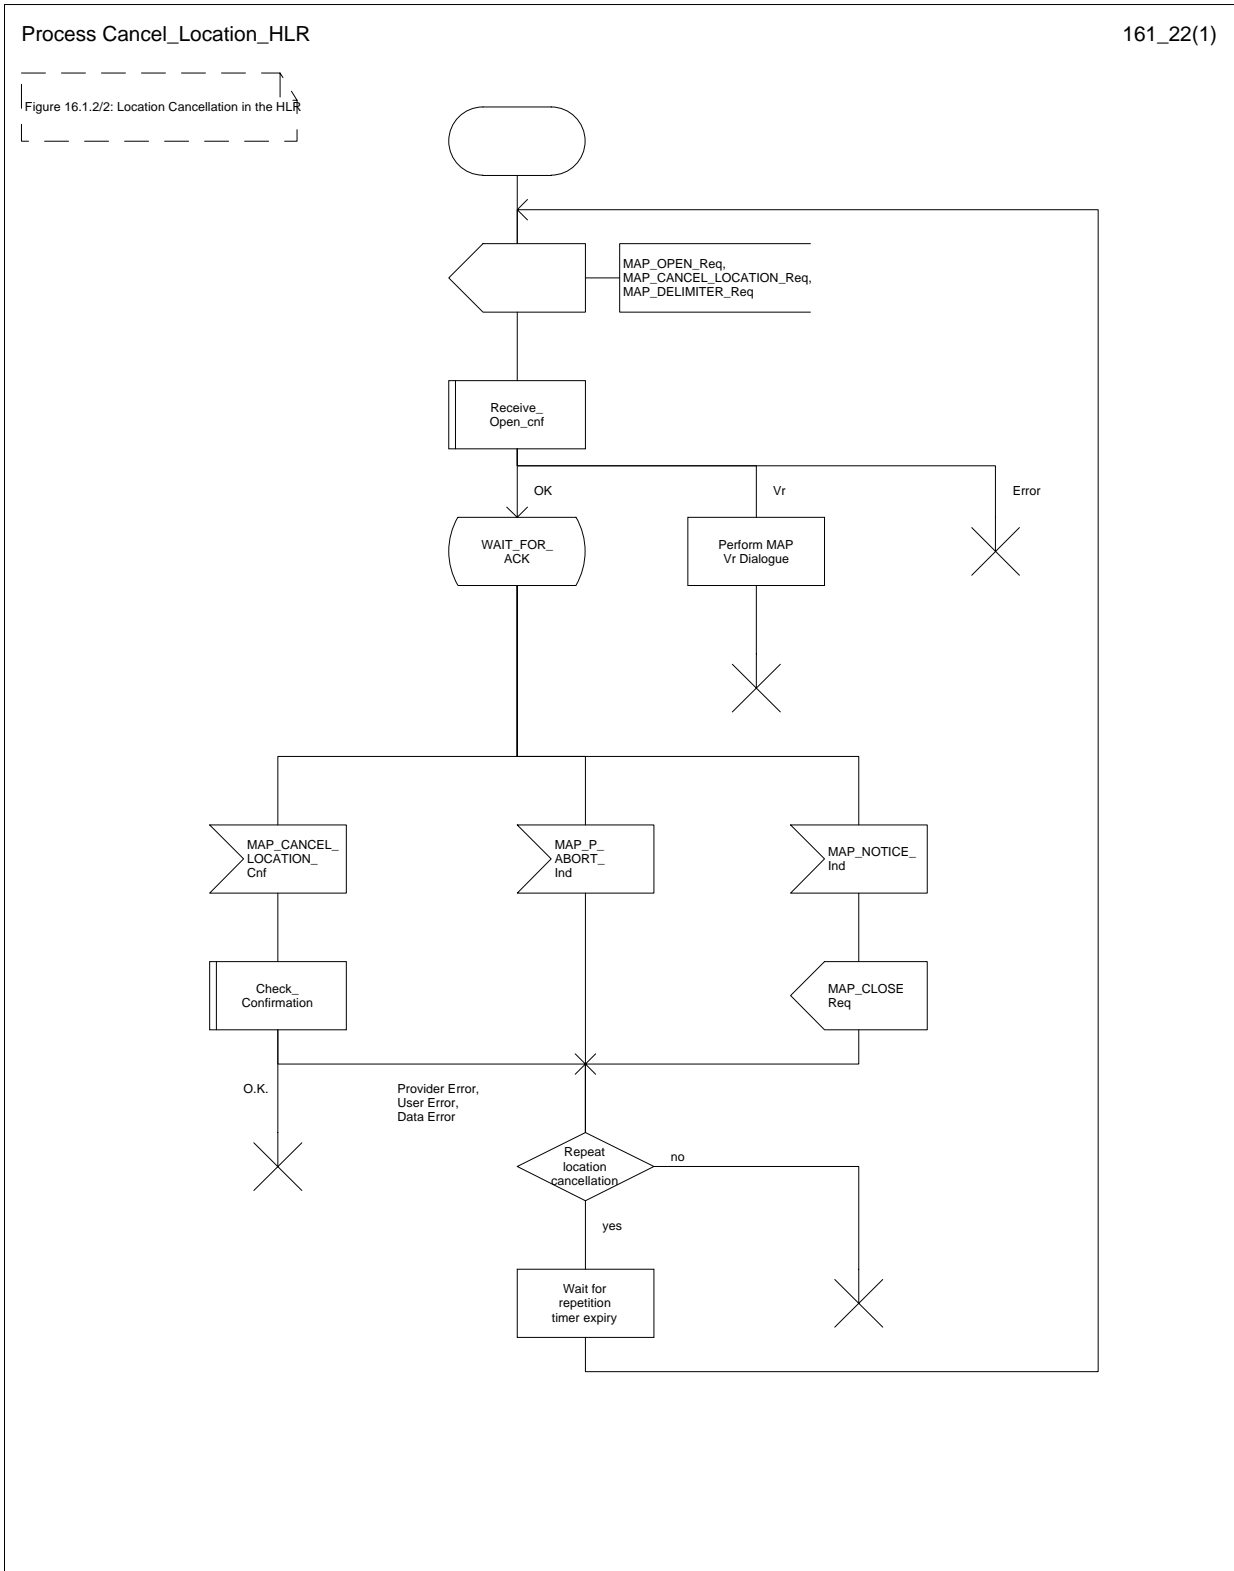 Process Cancel_Location_HLR
161_22(1)
Figure 16.1.2/2: Location Cancellation in the HLR
MAP_OPEN_Req,
MAP_CANCEL_LOCATION_Req,
MAP_DELIMITER_Req
Receive_
Open_cnf
OK
Vr
Error
WAIT_FOR_
ACK
Perform MAP
Vr Dialogue
MAP_CANCEL_
LOCATION_
Cnf
MAP_P_
ABORT_
Ind
MAP_NOTICE_
Ind
Check_
Confirmation
MAP_CLOSE
Req
O.K.
Provider Error,
User Error,
Data Error
Repeat
location
cancellation
no
yes
Wait for
repetition
timer expiry